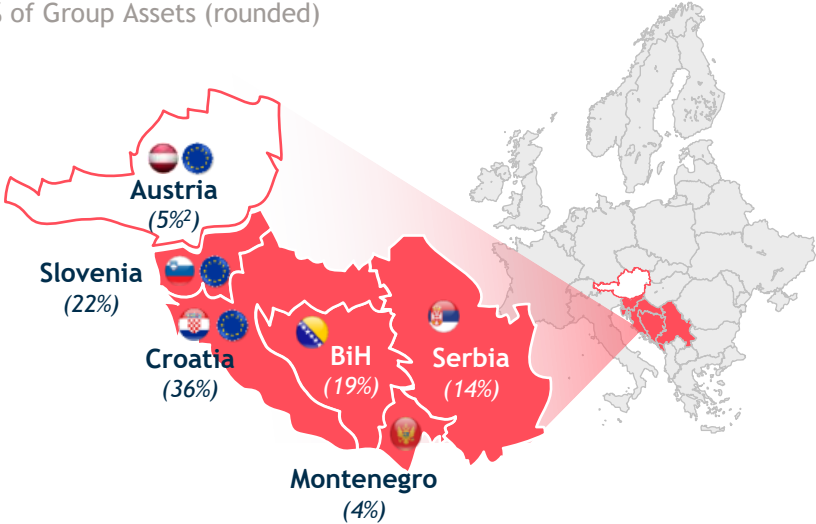 % of Group Assets (rounded)
Austria
(5%²)
Slovenia
(22%)
Croatia
(36%)
BiH
(19%)
Serbia
(14%)
Montenegro
(4%)